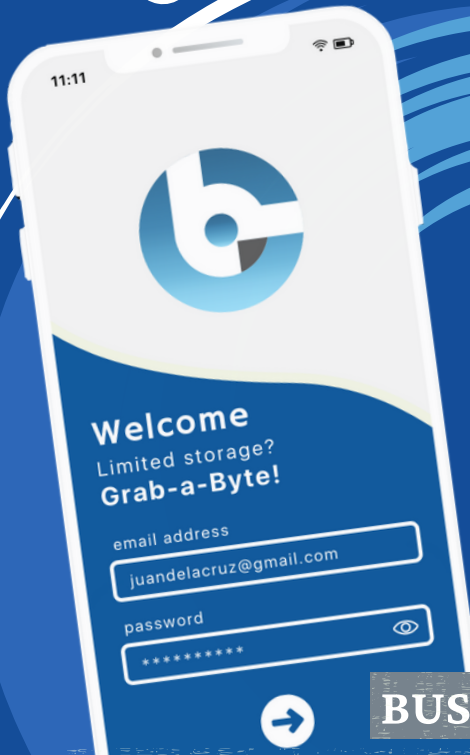 11:11
Welcome
Limited storage?
Grab-a-Byte!
email address
juandelacruz@gmail.com
password
**********
BUS